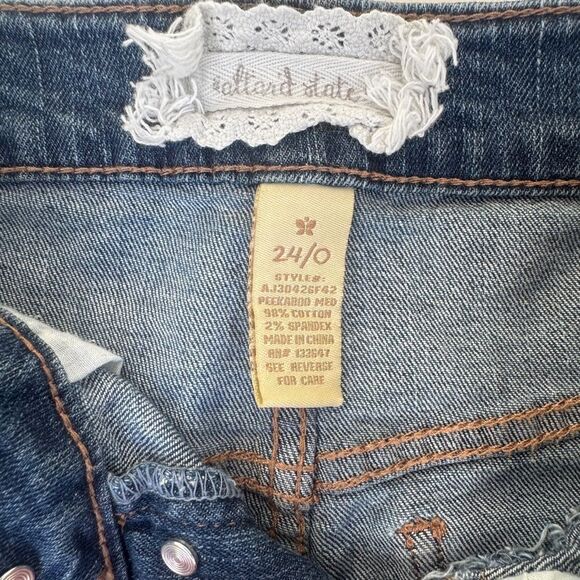 altar'd state
24/0
STYLE#:
AJ30426F42
PEEKABOO MED
98% COTTON
2% SPANDEX
MADE IN CHINA
RN# 133647
SEE REVERSE
FOR CARE